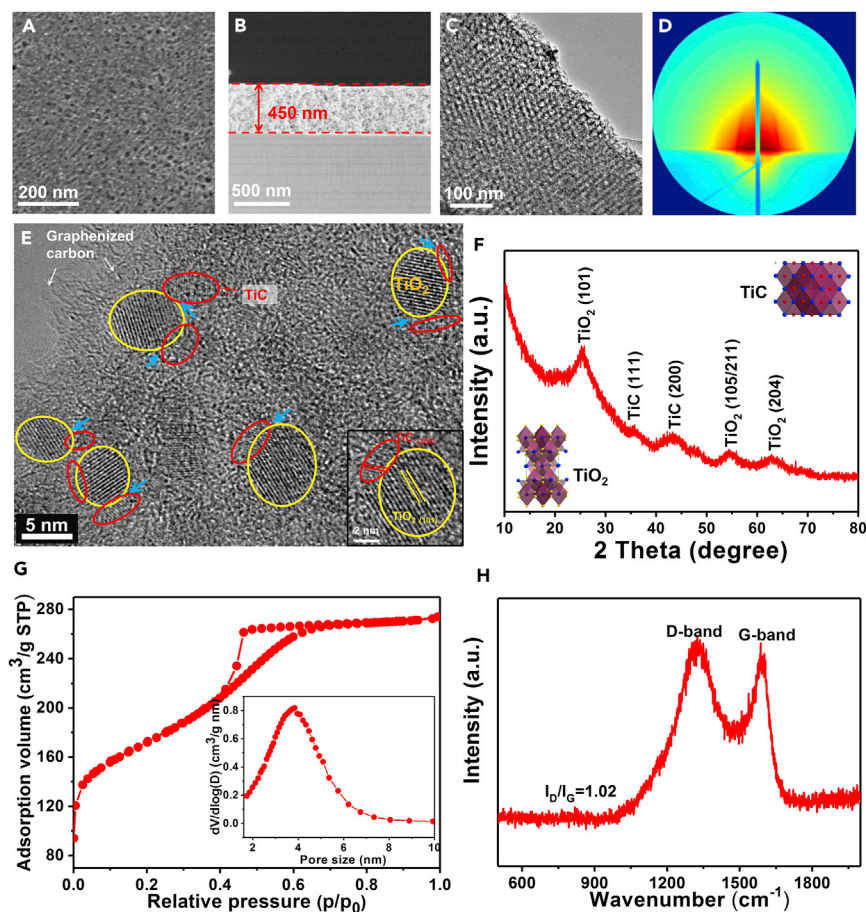 A
200 nm
B
450 nm
500 nm
C
100 nm
D
E
Graphenized
carbon
TiC
TiO₂
5 nm
TiO₂ (101)
2 nm
F
Intensity (a.u.)
TiO₂ (101)
TiC (111)
TiC (200)
TiO₂ (105/211)
TiO₂ (204)
TiC
TiO₂
10 20 30 40 50 60 70 80
2 Theta (degree)
G
Adsorption volume (cm³/g STP)
280
240
200
160
120
80
0.0 0.2 0.4 0.6 0.8 1.0
Relative pressure (p/p₀)
dV/dlog(D) (cm³/g nm)
0.8
0.6
0.4
0.2
0.0
2 4 6 8 10
Pore size (nm)
H
Intensity (a.u.)
D-band
G-band
I_D/I_G=1.02
600 900 1200 1500 1800
Wavenumber (cm⁻¹)